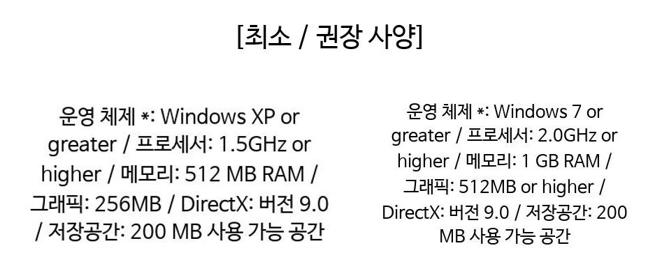 [최소 / 권장 사양]
운영 체제 *: Windows XP or
greater / 프로세서: 1.5GHz or
higher / 메모리: 512 MB RAM /
그래픽: 256MB / DirectX: 버전 9.0
/ 저장공간: 200 MB 사용 가능 공간
운영 체제 *: Windows 7 or
greater / 프로세서: 2.0GHz or
higher / 메모리: 1 GB RAM /
그래픽: 512MB or higher /
DirectX: 버전 9.0 / 저장공간: 200
MB 사용 가능 공간